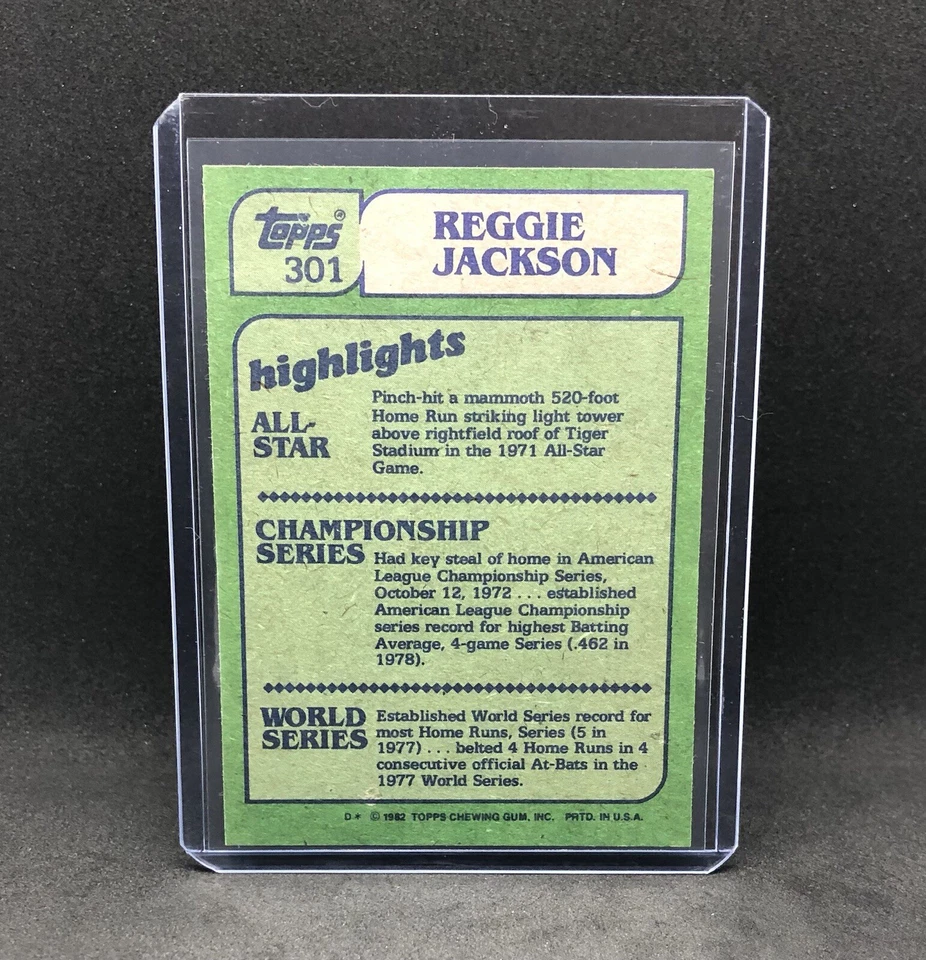 Topps®
301
REGGIE
JACKSON
highlights
ALL-
STAR
Pinch-hit a mammoth 520-foot
Home Run striking light tower
above rightfield roof of Tiger
Stadium in the 1971 All-Star
Game.
CHAMPIONSHIP
SERIES
Had key steal of home in American
League Championship Series,
October 12, 1972 . . . established
American League Championship
series record for highest Batting
Average, 4-game Series (.462 in
1978).
WORLD
SERIES
Established World Series record for
most Home Runs, Series (5 in
1977) . . . belted 4 Home Runs in 4
consecutive official At-Bats in the
1977 World Series.
D* © 1982 TOPPS CHEWING GUM, INC. PRTD. IN U.S.A.